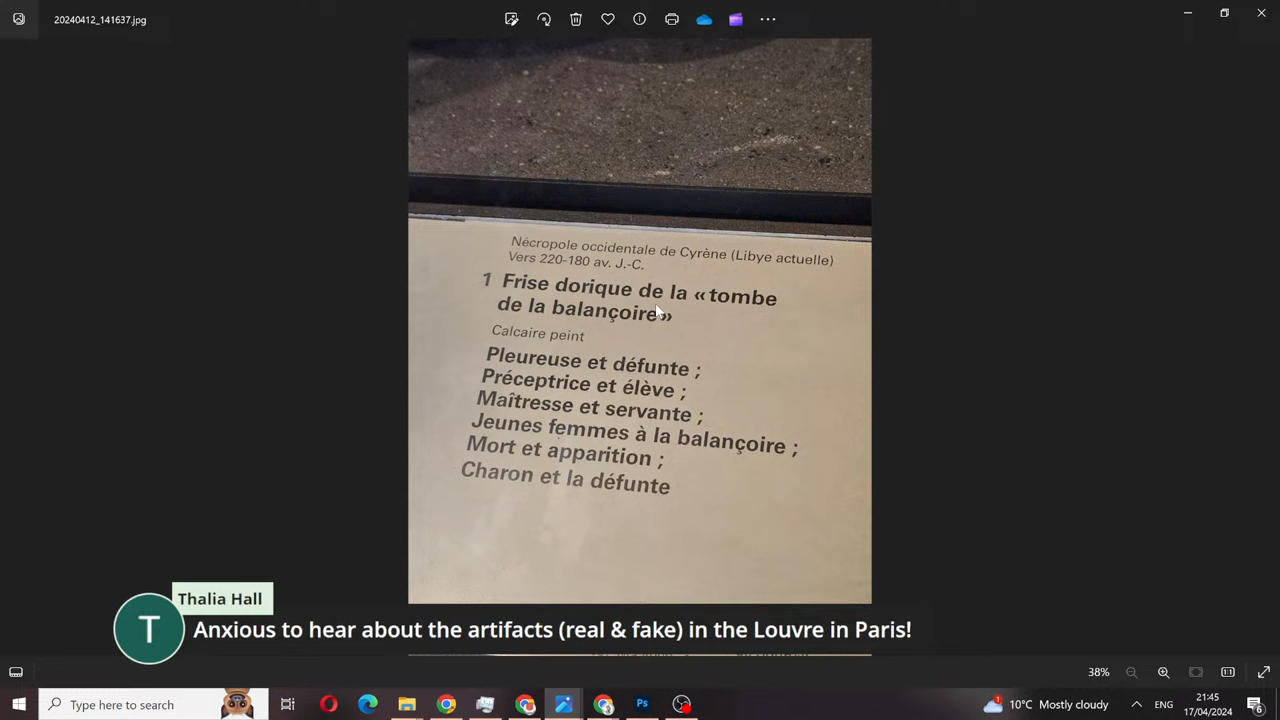 20240412_141637.jpg
Nécropole occidentale de Cyrène (Libye actuelle)
Vers 220-180 av. J.-C.
1 Frise dorique de la «tombe
de la balançoire»
Calcaire peint
Pleureuse et défunte ;
Préceptrice et élève ;
Maîtresse et servante ;
Jeunes femmes à la balançoire ;
Mort et apparition ;
Charon et la défunte
Thalia Hall
T
Anxious to hear about the artifacts (real & fake) in the Louvre in Paris!
38%
Type here to search
Ps
1
10°C Mostly cloudy
ENG
21:45
17/04/2024
6